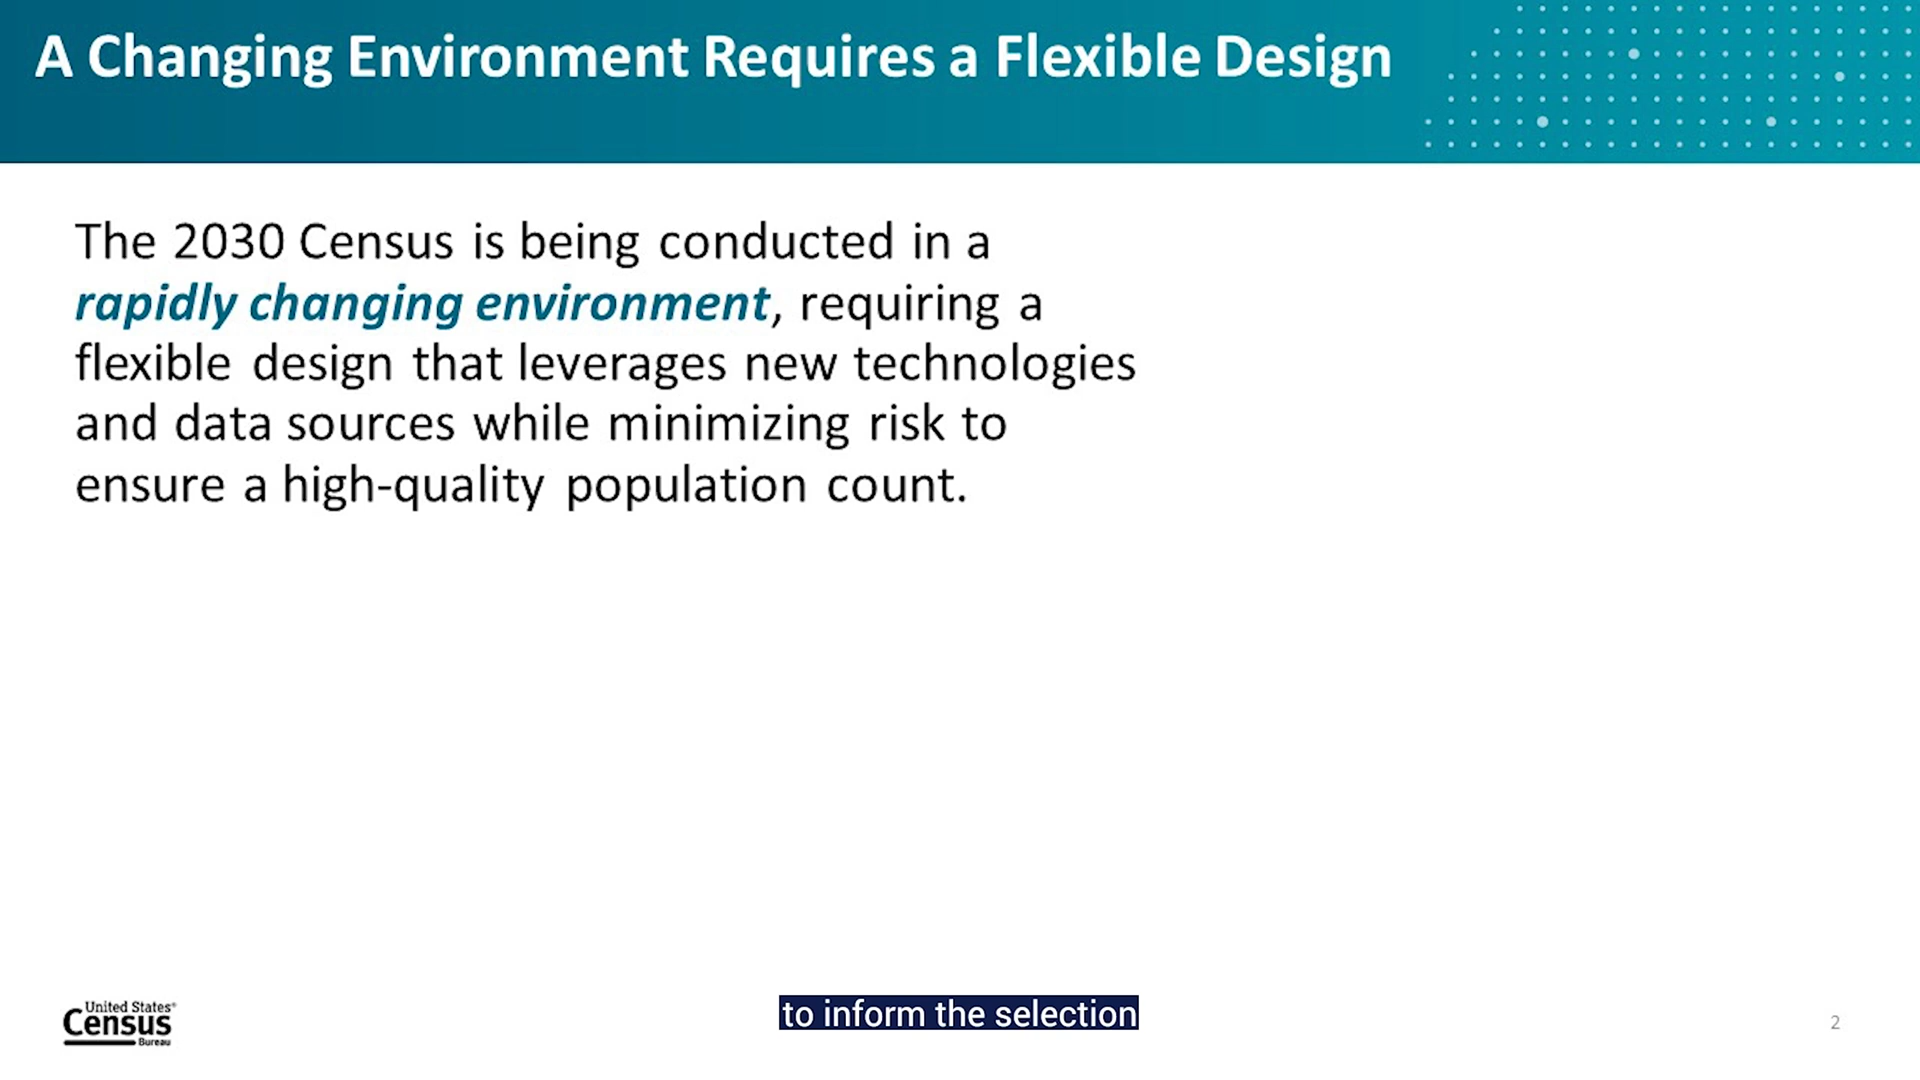 A Changing Environment Requires a Flexible Design
The 2030 Census is being conducted in a
rapidly changing environment, requiring a
flexible design that leverages new technologies
and data sources while minimizing risk to
ensure a high-quality population count.
United States®
Census
Bureau
to inform the selection
2